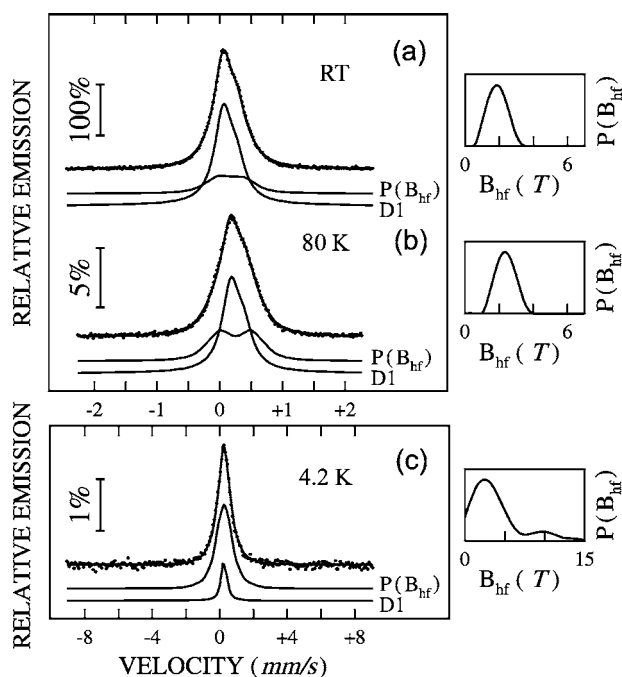 (a)
RT
100%
RELATIVE EMISSION
P(B_hf)
D1
P(B_hf)
0 6
B_hf (T)
(b)
80 K
5%
P(B_hf)
D1
P(B_hf)
0 6
B_hf (T)
-2 -1 0 +1 +2
(c)
4.2 K
1%
RELATIVE EMISSION
P(B_hf)
D1
P(B_hf)
0 15
B_hf (T)
-8 -4 0 +4 +8
VELOCITY (mm/s)